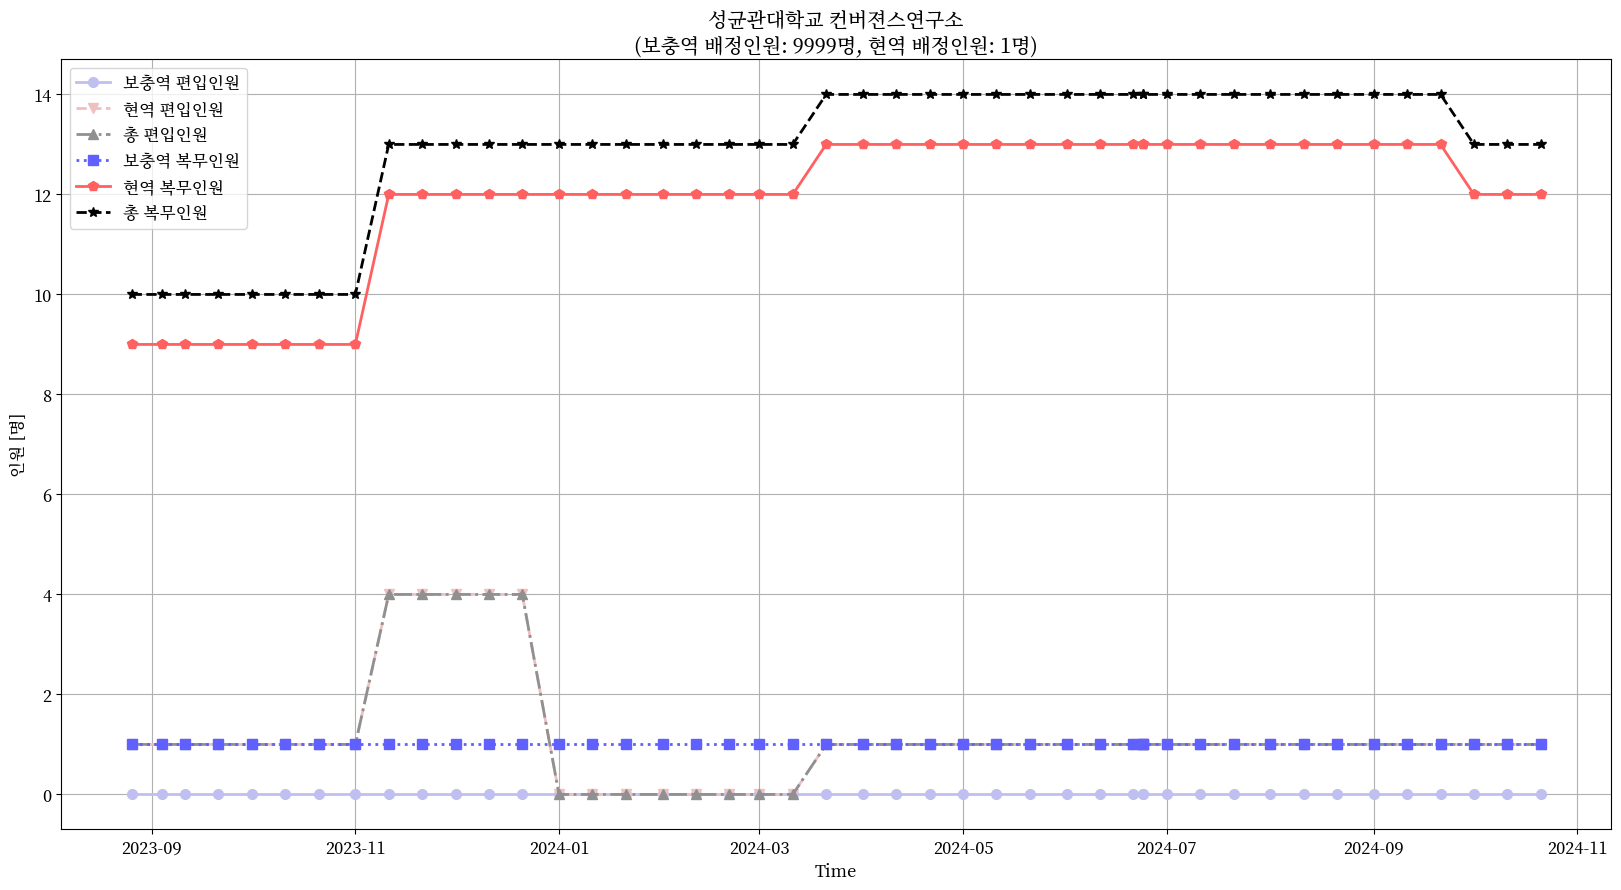 성균관대학교 컨버젼스연구소
(보충역 배정인원: 9999명, 현역 배정인원: 1명)
보충역 편입인원
현역 편입인원
총 편입인원
보충역 복무인원
현역 복무인원
총 복무인원
인원 [명]
14
12
10
8
6
4
2
0
2023-09
2023-11
2024-01
2024-03
2024-05
2024-07
2024-09
2024-11
Time